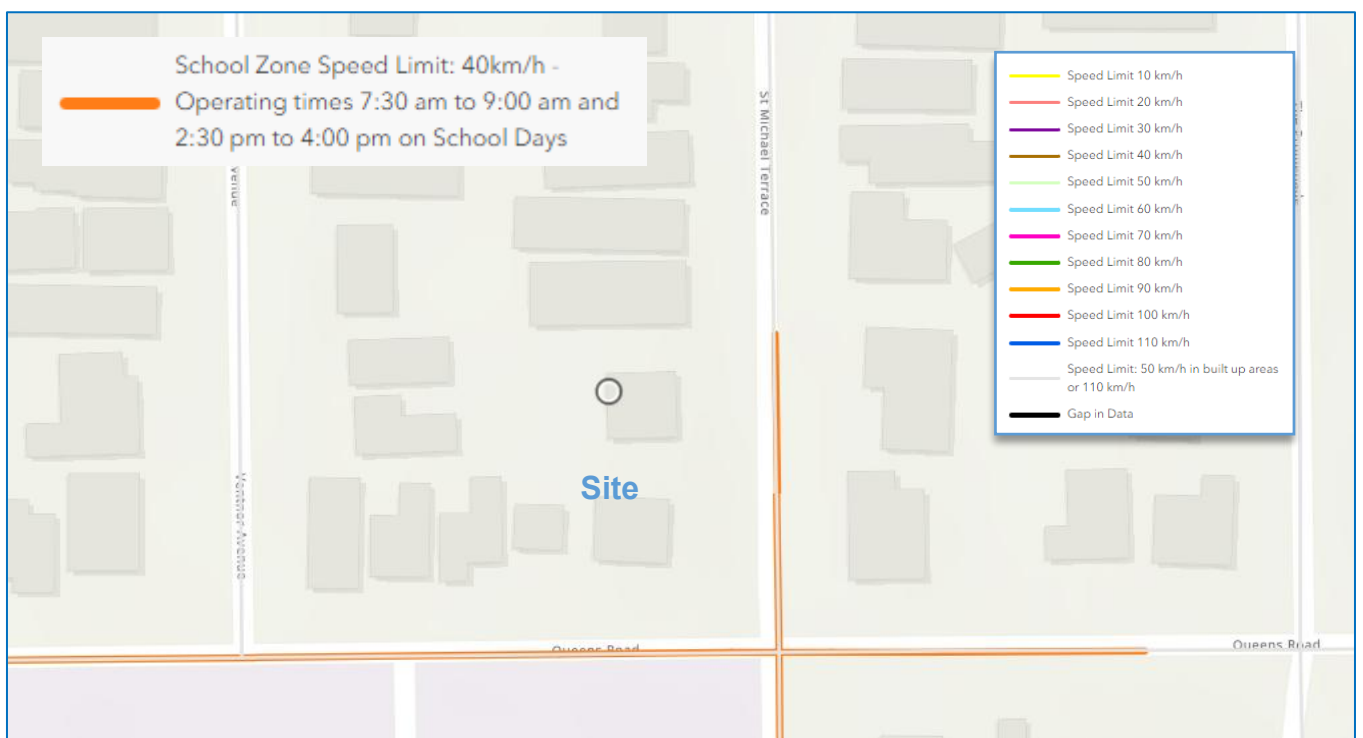 School Zone Speed Limit: 40km/h -
Operating times 7:30 am to 9:00 am and
2:30 pm to 4:00 pm on School Days
Speed Limit 10 km/h
Speed Limit 20 km/h
Speed Limit 30 km/h
Speed Limit 40 km/h
Speed Limit 50 km/h
Speed Limit 60 km/h
Speed Limit 70 km/h
Speed Limit 80 km/h
Speed Limit 90 km/h
Speed Limit 100 km/h
Speed Limit 110 km/h
Speed Limit: 50 km/h in built up areas
or 110 km/h
Gap in Data
St Michael Terrace
Site
Ventnor Avenue
Queens Road
Queens Road